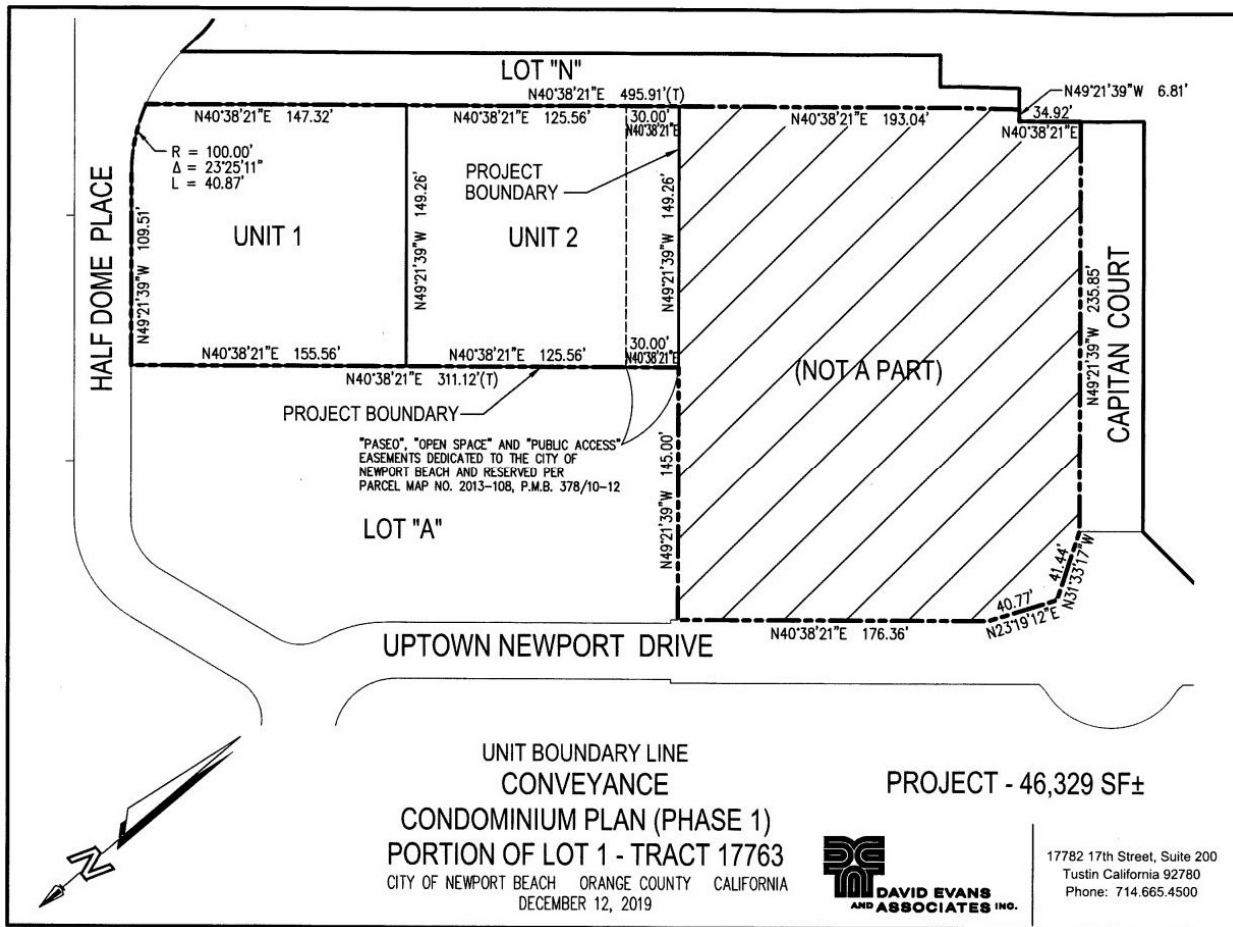 LOT "N"
N40°38'21"E 495.91'(T)
N49°21'39"W 6.81'
N40°38'21"E 147.32'
N40°38'21"E 125.56'
30.00'
N40°38'21"E
N40°38'21"E 193.04'
34.92'
N40°38'21"E
R = 100.00'
Δ = 23°25'11"
L = 40.87'
PROJECT
BOUNDARY
HALF DOME PLACE
N49°21'39"W 109.51'
UNIT 1
N49°21'39"W 149.26'
UNIT 2
N49°21'39"W 149.26'
N49°21'39"W 235.85'
CAPITAN COURT
N40°38'21"E 155.56'
N40°38'21"E 125.56'
30.00'
N40°38'21"E
N40°38'21"E 311.12'(T)
(NOT A PART)
PROJECT BOUNDARY
"PASEO", "OPEN SPACE" AND "PUBLIC ACCESS"
EASEMENTS DEDICATED TO THE CITY OF
NEWPORT BEACH AND RESERVED PER
PARCEL MAP NO. 2013-108, P.M.B. 378/10-12
N49°21'39"W 145.00'
LOT "A"
41.44'
N31°33'17"W
40.77'
N23°19'12"E
N40°38'21"E 176.36'
UPTOWN NEWPORT DRIVE
N
UNIT BOUNDARY LINE
CONVEYANCE
CONDOMINIUM PLAN (PHASE 1)
PORTION OF LOT 1 - TRACT 17763
CITY OF NEWPORT BEACH ORANGE COUNTY CALIFORNIA
DECEMBER 12, 2019
PROJECT - 46,329 SF±
DAVID EVANS
AND ASSOCIATES INC.
17782 17th Street, Suite 200
Tustin California 92780
Phone: 714.665.4500